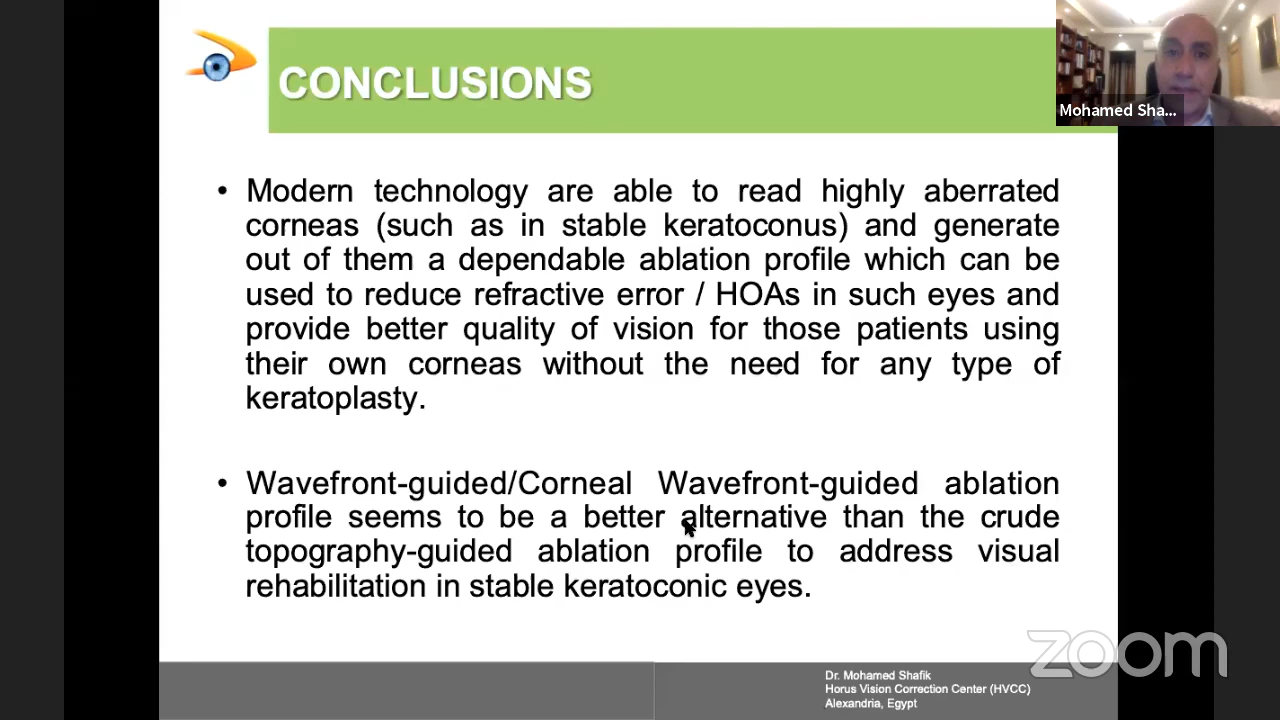 CONCLUSIONS
Mohamed Sha...
• Modern technology are able to read highly aberrated
corneas (such as in stable keratoconus) and generate
out of them a dependable ablation profile which can be
used to reduce refractive error / HOAs in such eyes and
provide better quality of vision for those patients using
their own corneas without the need for any type of
keratoplasty.
• Wavefront-guided/Corneal Wavefront-guided ablation
profile seems to be a better alternative than the crude
topography-guided ablation profile to address visual
rehabilitation in stable keratoconic eyes.
zoom
Dr. Mohamed Shafik
Horus Vision Correction Center (HVCC)
Alexandria, Egypt